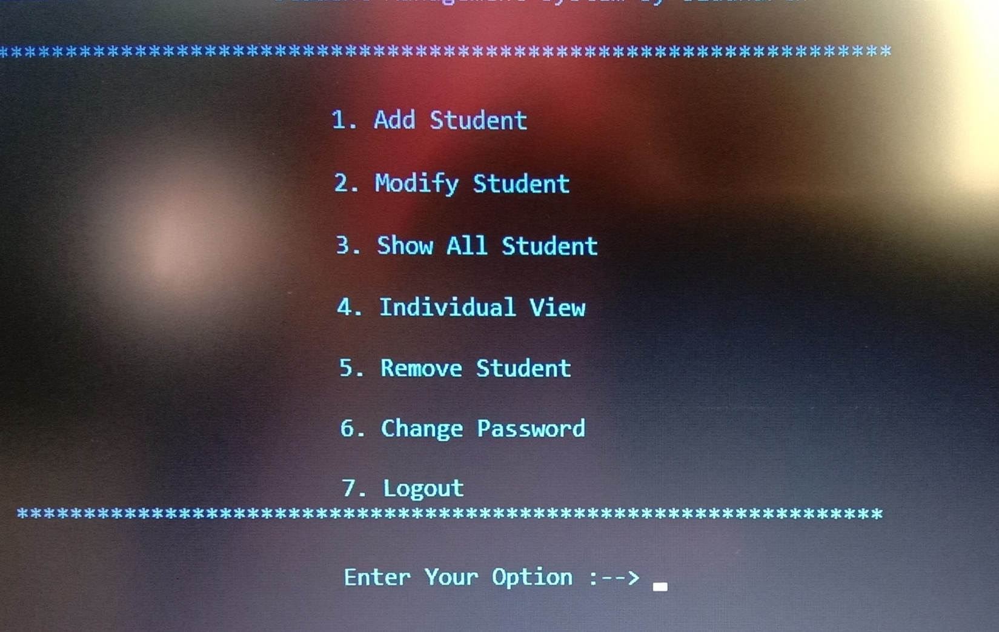 Student Management System By
***************************************************************
1. Add Student
2. Modify Student
3. Show All Student
4. Individual View
5. Remove Student
6. Change Password
7. Logout
***************************************************************
Enter Your Option :-->